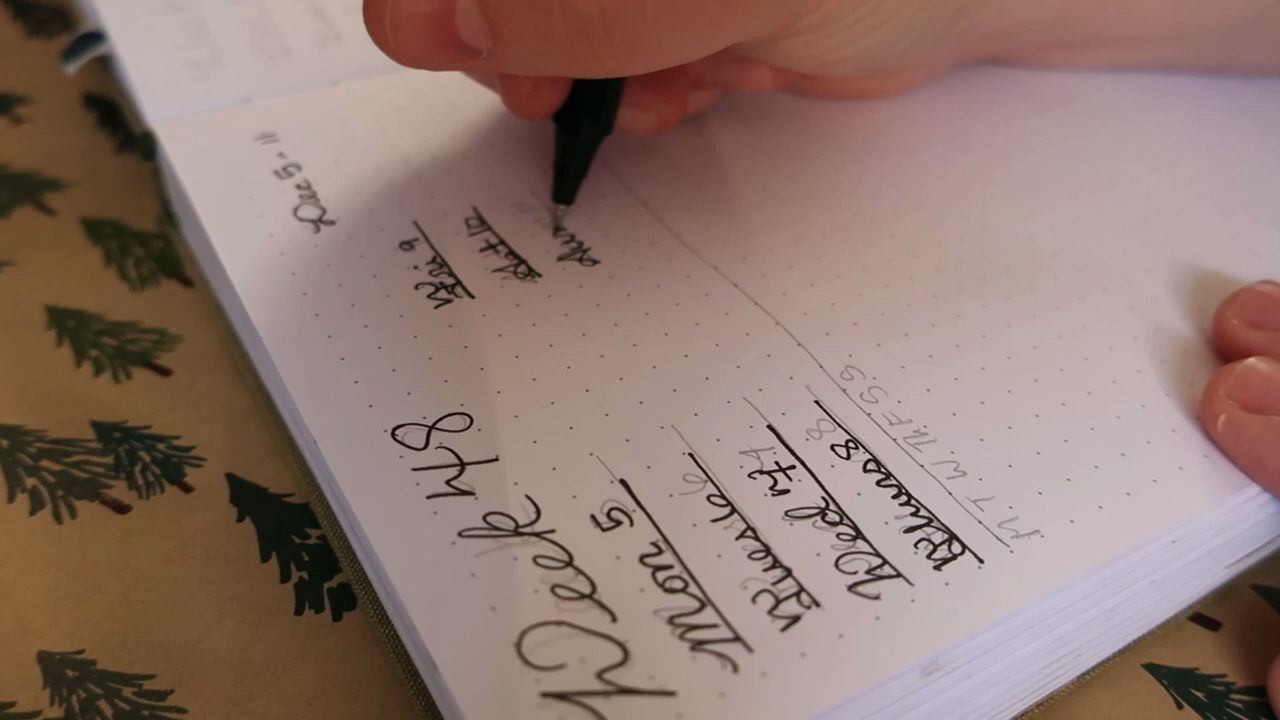 Week 48
Dec 5-11
Mon 5
Tues 6
Wed 7
Thurs 8
M T W Th F S S
Fri 9
Sat 10
Sun